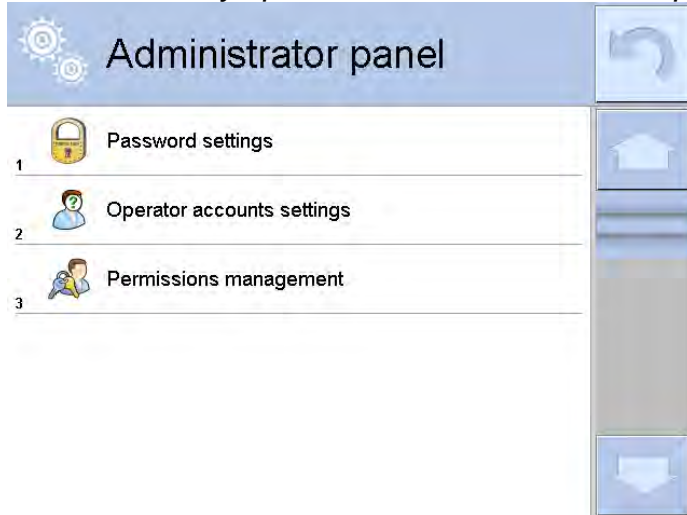 Administrator panel
1 Password settings
2 Operator accounts settings
3 Permissions management